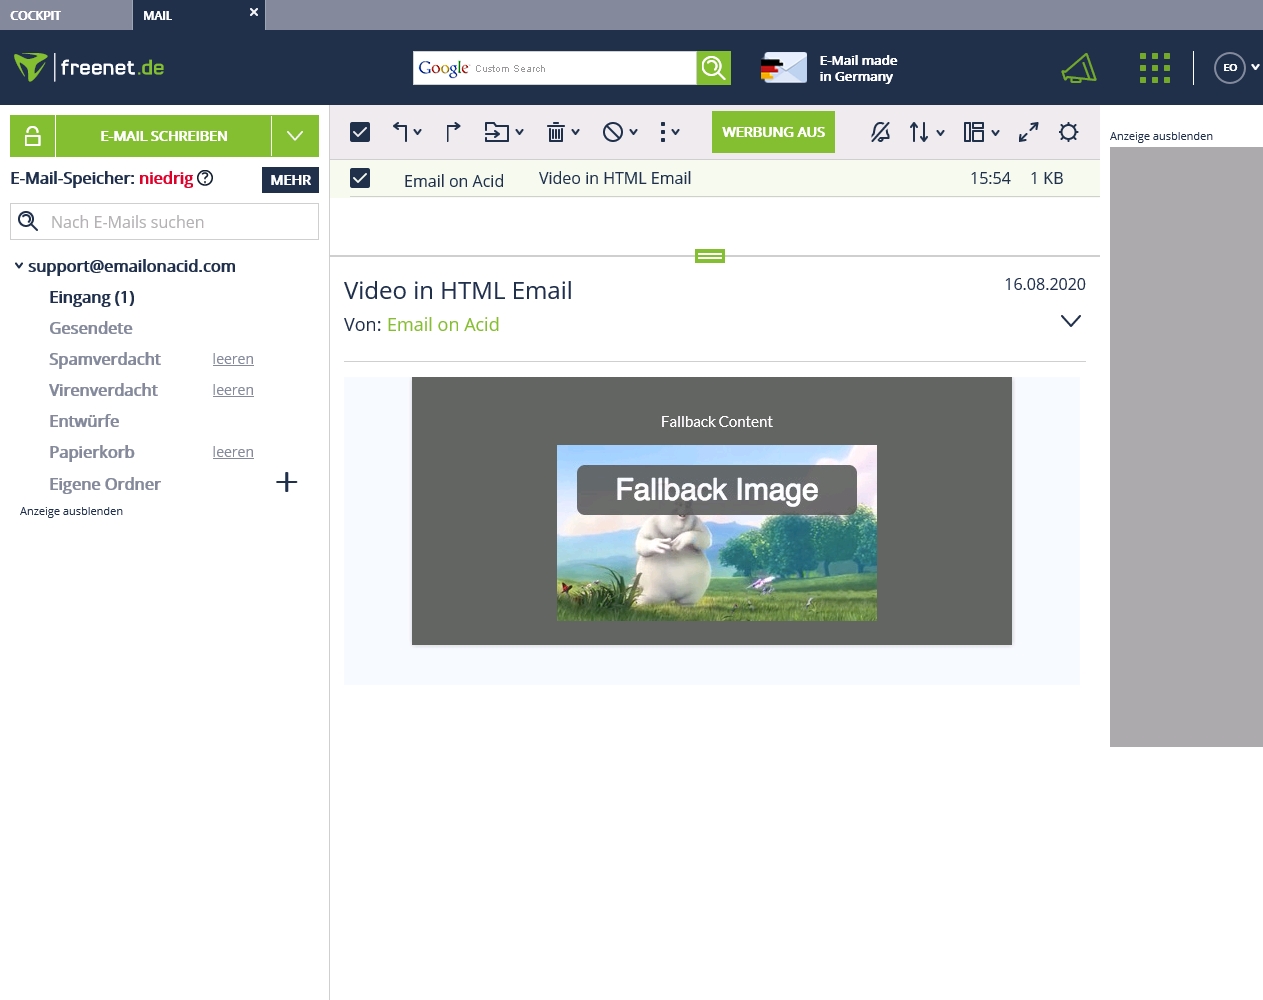 COCKPIT
MAIL
freenet.de
Google Custom Search
E-Mail made
in Germany
EO
E-MAIL SCHREIBEN
WERBUNG AUS
Anzeige ausblenden
E-Mail-Speicher: niedrig
MEHR
Email on Acid
Video in HTML Email
15:54
1 KB
Nach E-Mails suchen
support@emailonacid.com
Eingang (1)
Gesendete
Spamverdacht leeren
Virenverdacht leeren
Entwürfe
Papierkorb leeren
Eigene Ordner
Anzeige ausblenden
Video in HTML Email
16.08.2020
Von: Email on Acid
Fallback Content
Fallback Image